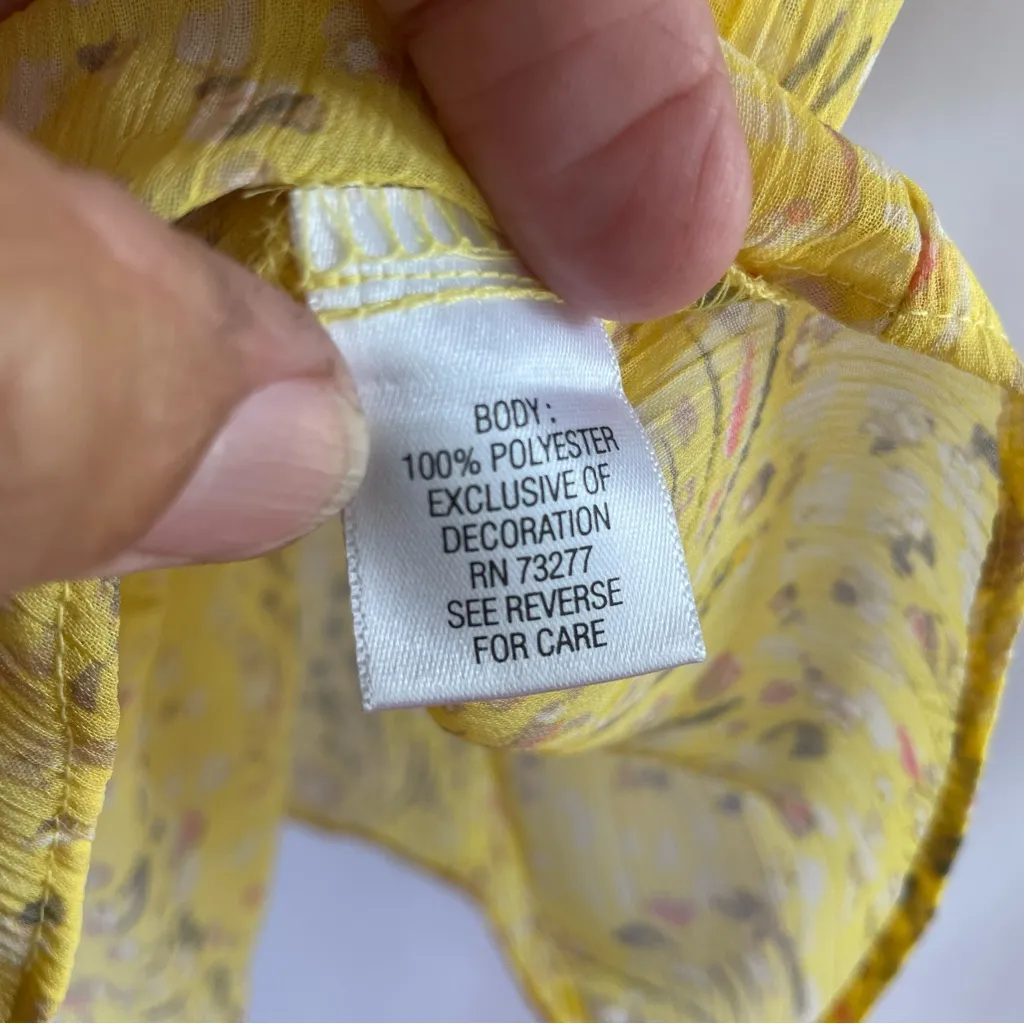 BODY:
100% POLYESTER
EXCLUSIVE OF
DECORATION
RN 73277
SEE REVERSE
FOR CARE